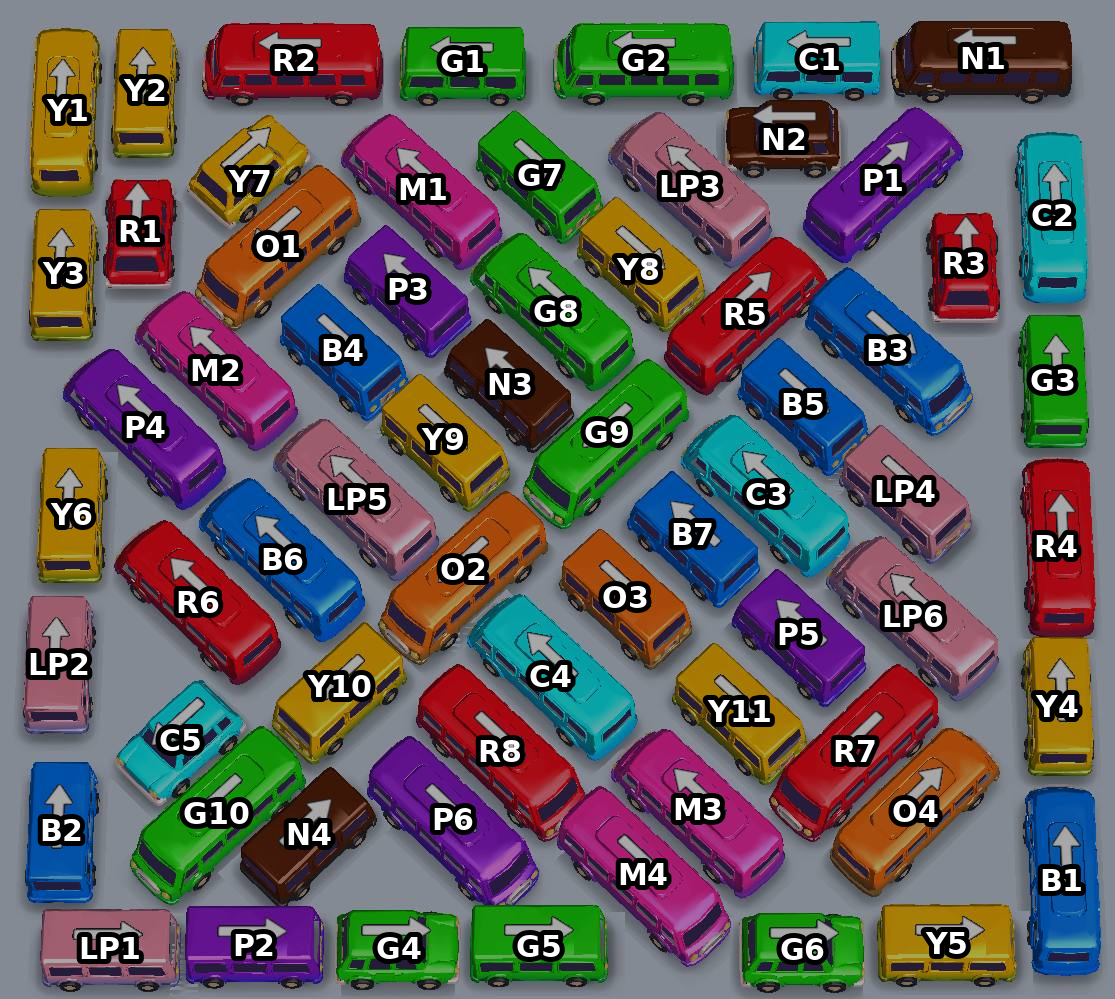 R2 G1 G2 C1 N1
Y1 Y2
N2
Y7 M1 G7 LP3 P1
C2
R1 O1
Y3 P3 Y8 R3
G8 R5
M2 B4 N3 B3 G3
P4 Y9 G9 B5
LP5 C3 LP4
Y6 B7 R4
B6 O2
R6 O3 LP6
LP2 P5
C4
Y10 Y11 Y4
C5 R8 R7
G10 N4 P6 M3 O4
B2
M4 B1
LP1 P2 G4 G5 G6 Y5